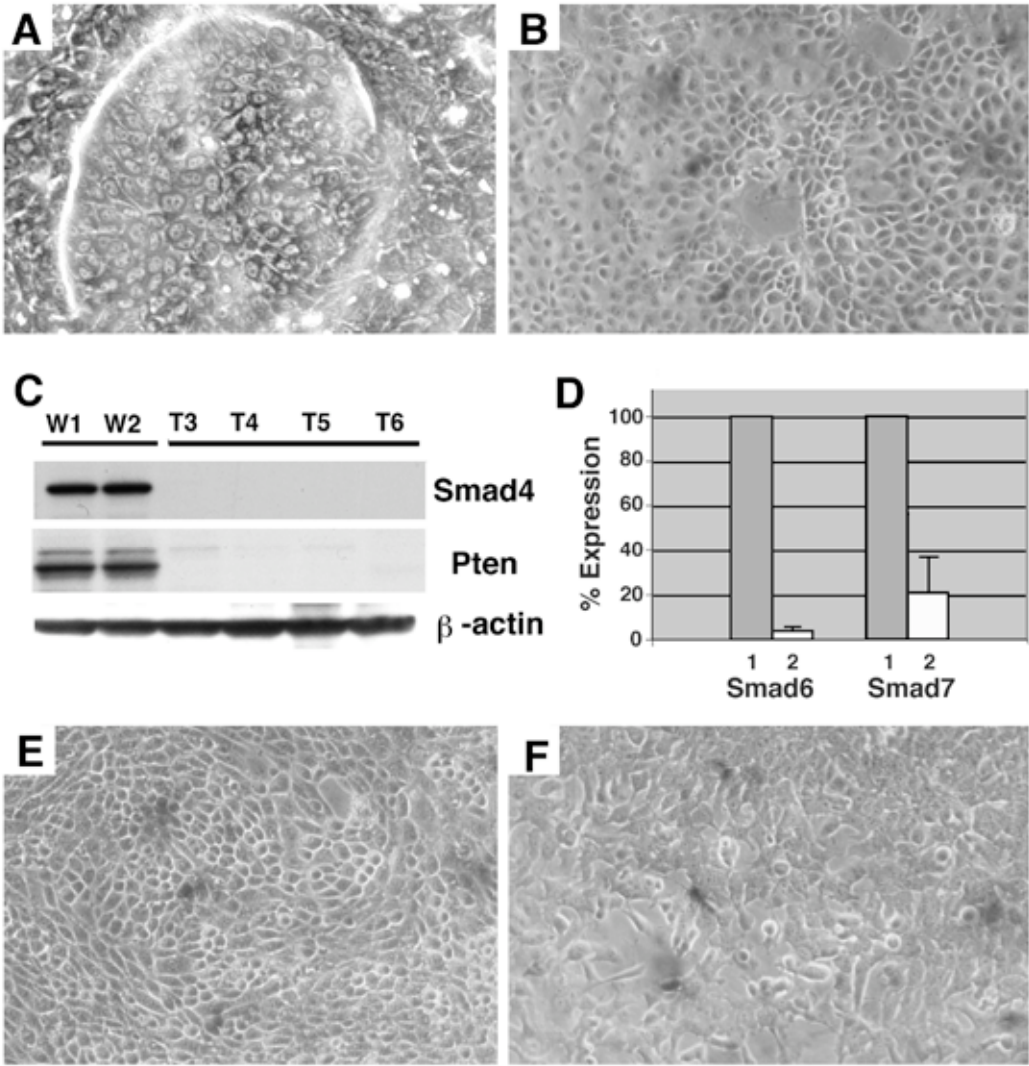 A
B
C
W1 W2 T3 T4 T5 T6
Smad4
Pten
β-actin
D
% Expression
100
80
60
40
20
0
1 2 1 2
Smad6 Smad7
E
F